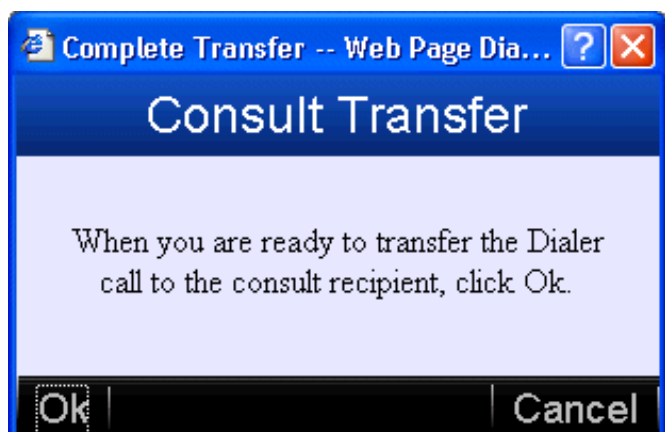 Complete Transfer -- Web Page Dia... ?
Consult Transfer
When you are ready to transfer the Dialer
call to the consult recipient, click Ok.
Ok Cancel